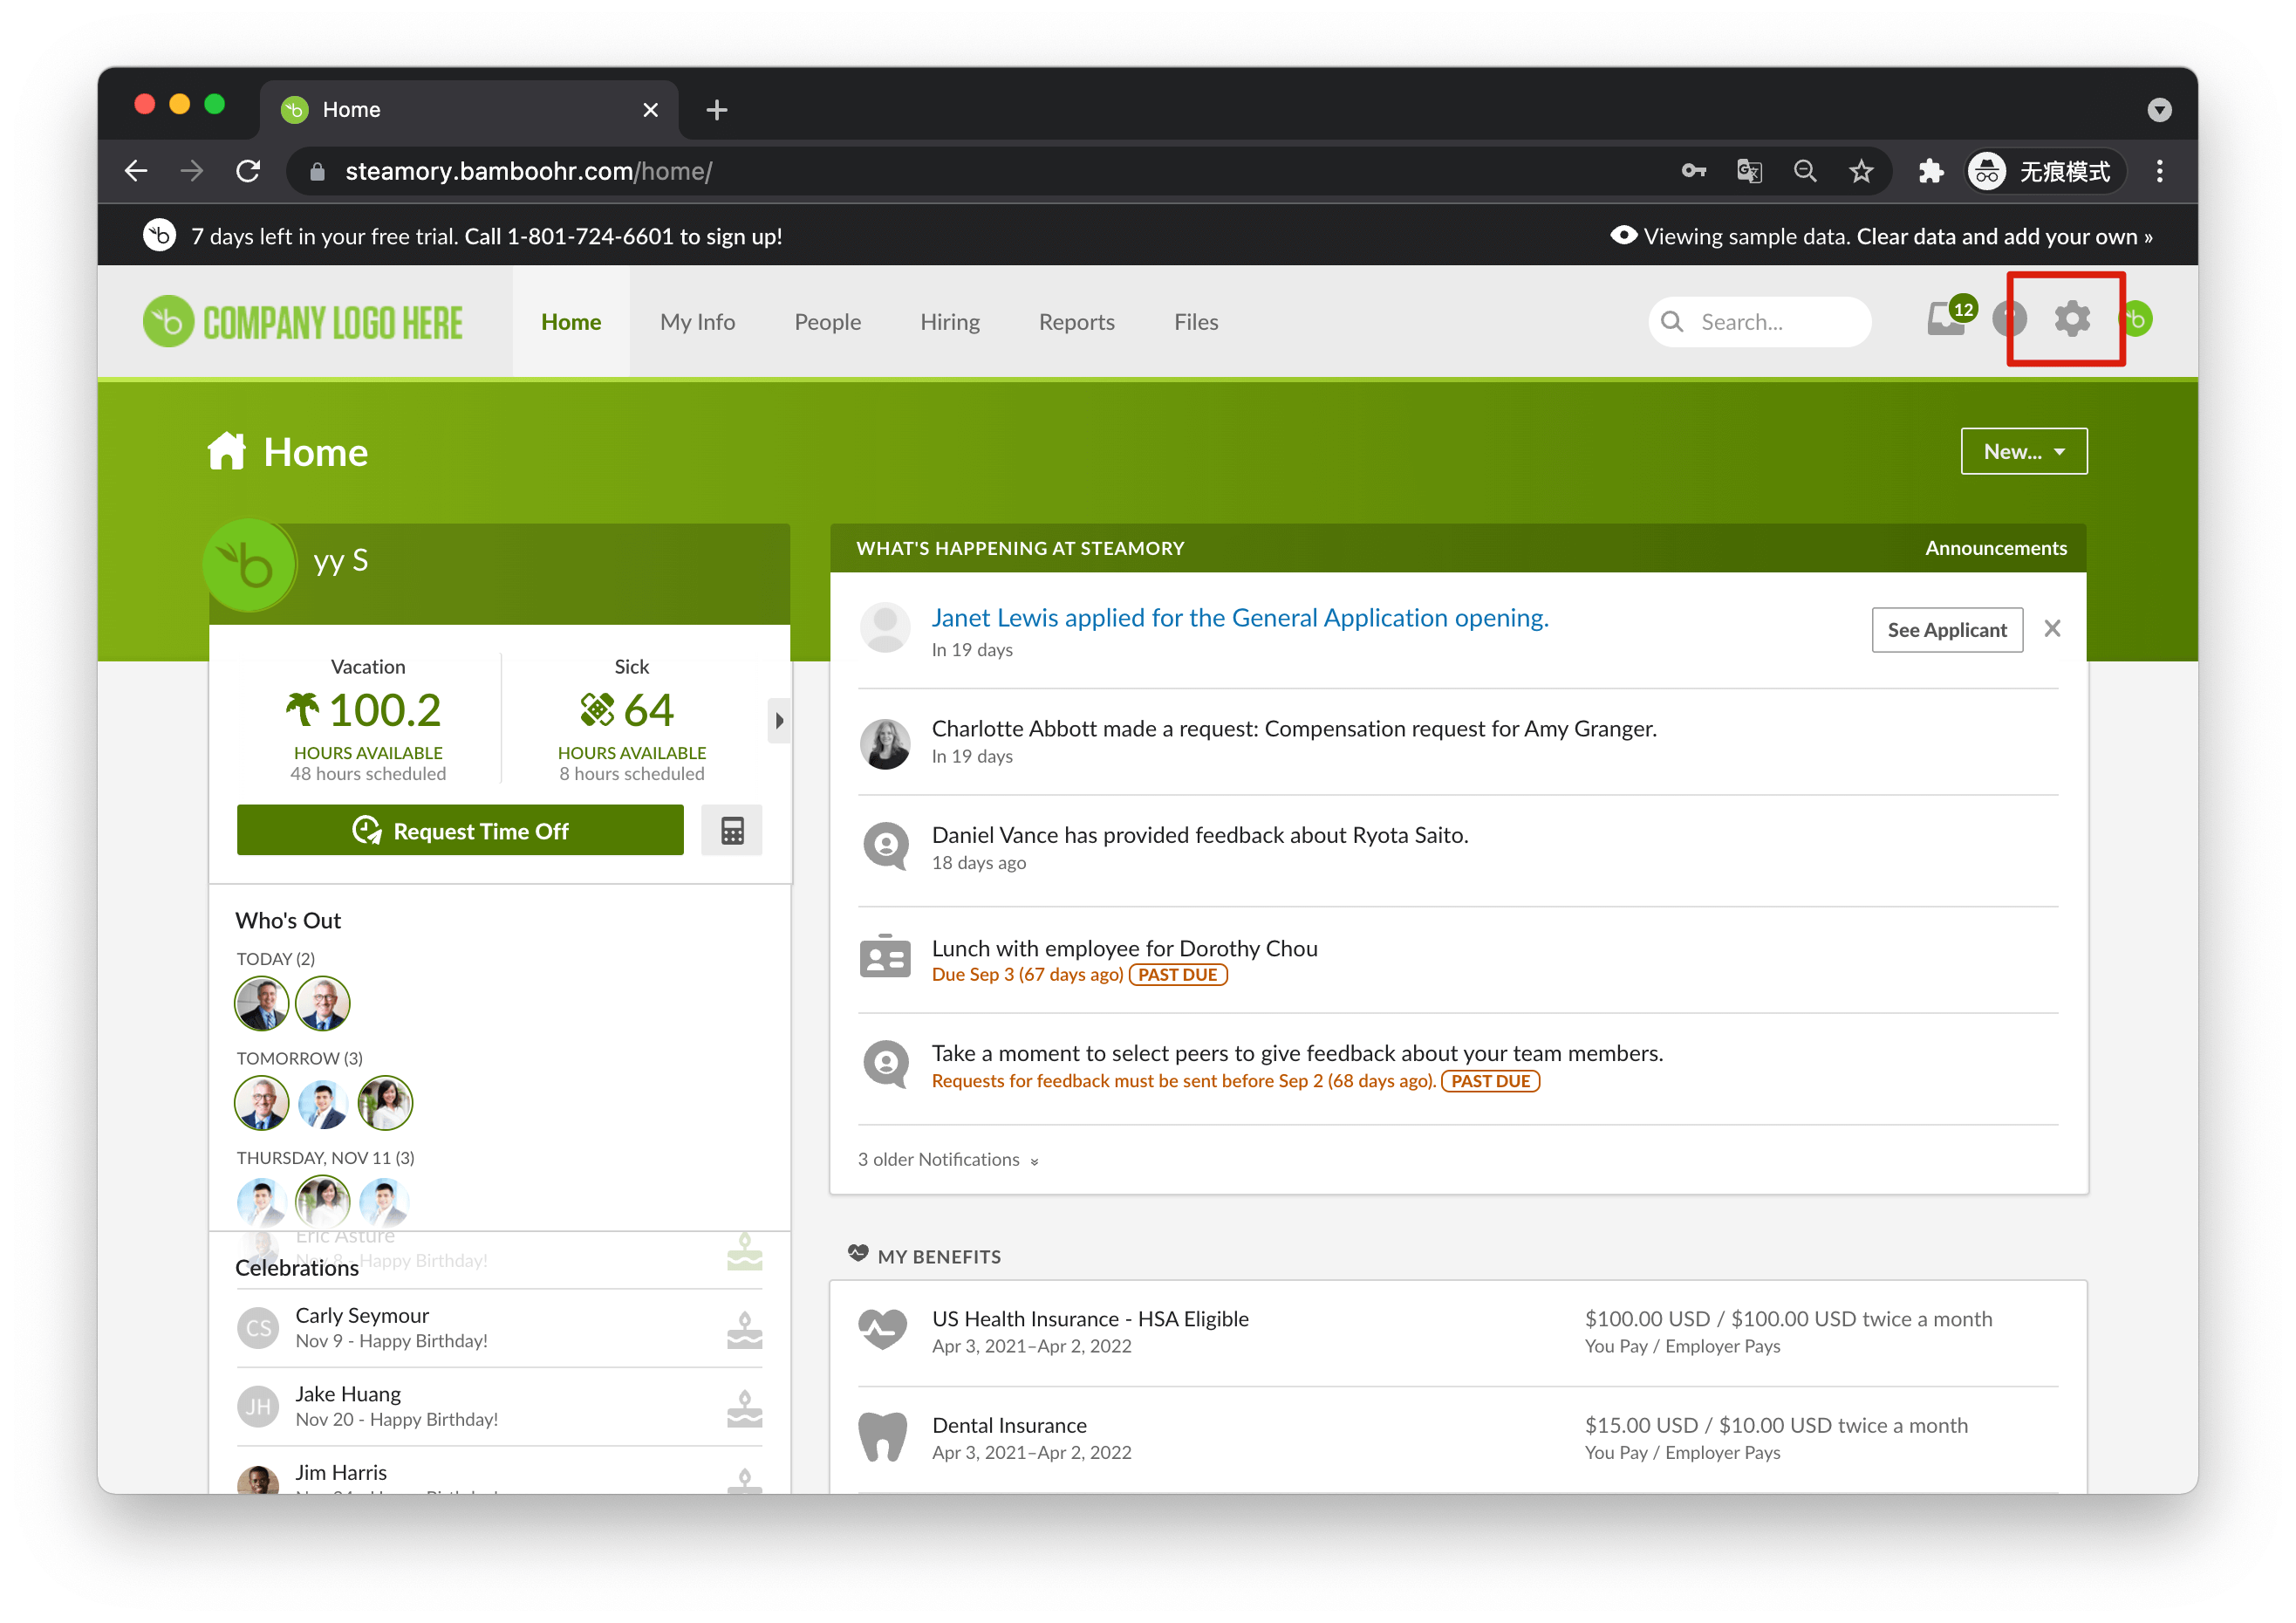 Home
steamory.bamboohr.com/home/
无痕模式
7 days left in your free trial. Call 1-801-724-6601 to sign up!
Viewing sample data. Clear data and add your own »
COMPANY LOGO HERE
Home
My Info
People
Hiring
Reports
Files
Search...
12
Home
New...
yy S
Vacation
100.2
HOURS AVAILABLE
48 hours scheduled
Sick
64
HOURS AVAILABLE
8 hours scheduled
Request Time Off
Who's Out
TODAY (2)
TOMORROW (3)
THURSDAY, NOV 11 (3)
Eric Asture
Nov 8 - Happy Birthday!
Celebrations
CS
Carly Seymour
Nov 9 - Happy Birthday!
JH
Jake Huang
Nov 20 - Happy Birthday!
Jim Harris
WHAT'S HAPPENING AT STEAMORY
Announcements
Janet Lewis applied for the General Application opening.
In 19 days
See Applicant
Charlotte Abbott made a request: Compensation request for Amy Granger.
In 19 days
Daniel Vance has provided feedback about Ryota Saito.
18 days ago
Lunch with employee for Dorothy Chou
Due Sep 3 (67 days ago) PAST DUE
Take a moment to select peers to give feedback about your team members.
Requests for feedback must be sent before Sep 2 (68 days ago). PAST DUE
3 older Notifications
MY BENEFITS
US Health Insurance - HSA Eligible
Apr 3, 2021–Apr 2, 2022
$100.00 USD / $100.00 USD twice a month
You Pay / Employer Pays
Dental Insurance
Apr 3, 2021–Apr 2, 2022
$15.00 USD / $10.00 USD twice a month
You Pay / Employer Pays